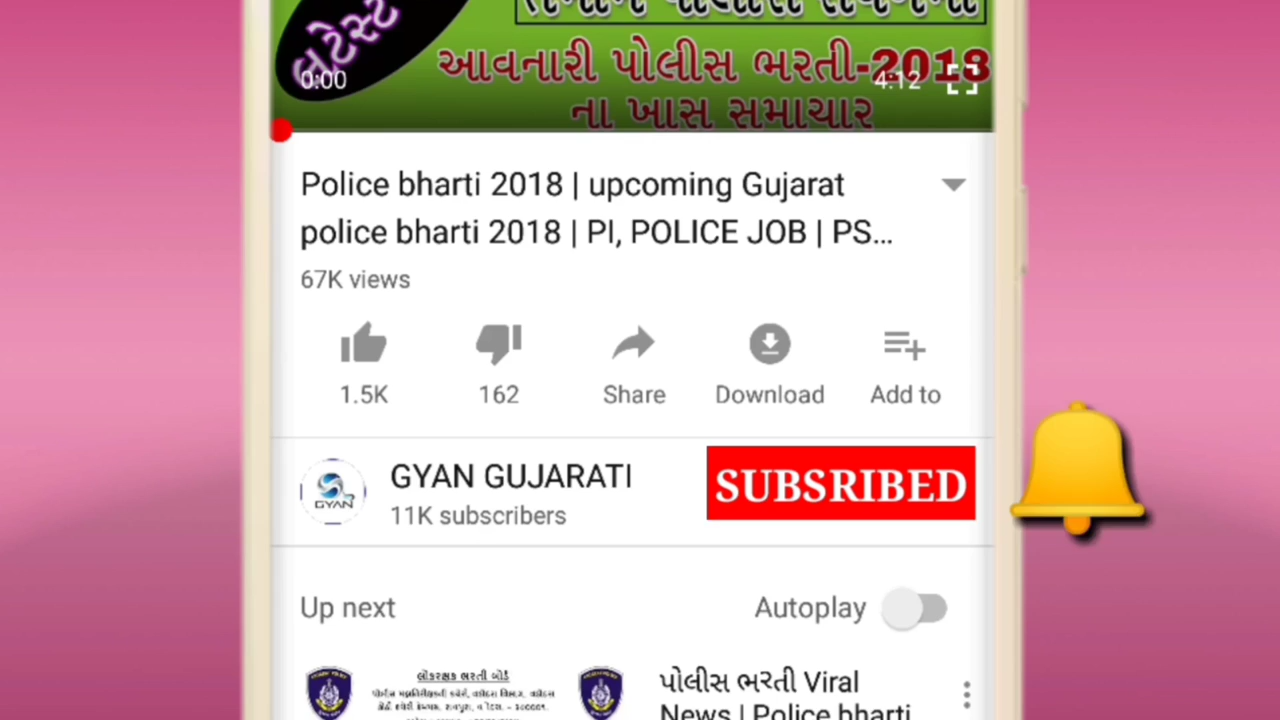 લેટેસ્ટ
0:00
આવનારી પોલીસ ભરતી-2018
4:12
ના ખાસ સમાચાર
Police bharti 2018 | upcoming Gujarat
police bharti 2018 | PI, POLICE JOB | PS...
67K views
1.5K
162
Share
Download
Add to
GYAN
GYAN GUJARATI
11K subscribers
SUBSRIBED
Up next
Autoplay
લોકરક્ષક ભરતી બોર્ડ
પોલીસ ભરતી Viral
News | Police bharti